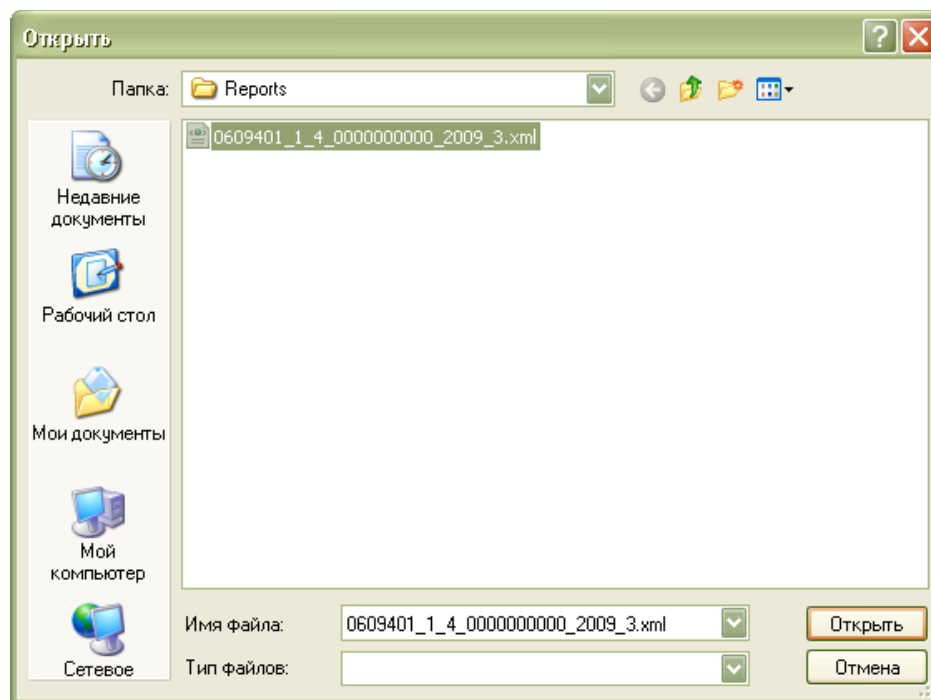 Открыть
Папка: Reports
0609401_1_4_0000000000_2009_3.xml
Недавние
документы
Рабочий стол
Мои документы
Мой
компьютер
Сетевое
Имя файла: 0609401_1_4_0000000000_2009_3.xml Открыть
Тип файлов: Отмена